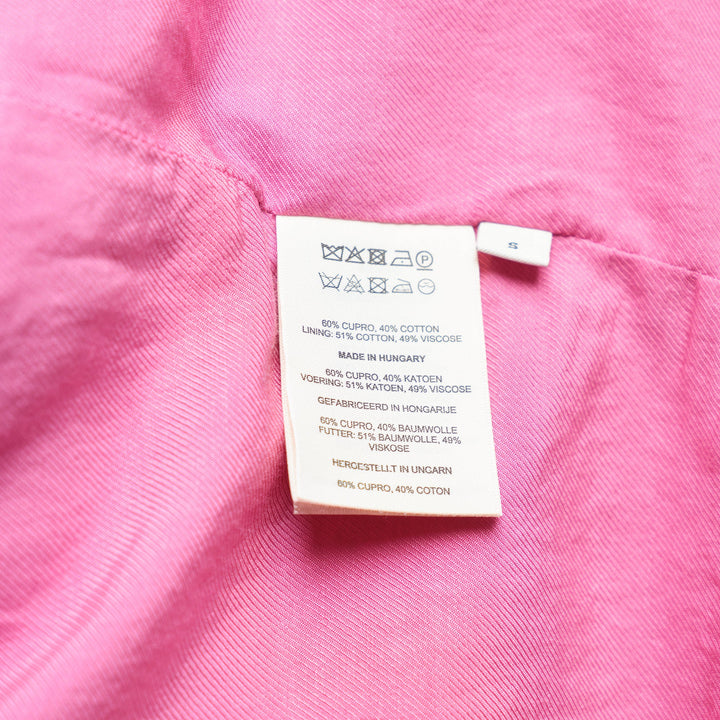 P
S
60% CUPRO, 40% COTTON
LINING: 51% COTTON, 49% VISCOSE
MADE IN HUNGARY
60% CUPRO, 40% KATOEN
VOERING: 51% KATOEN, 49% VISCOSE
GEFABRICEERD IN HONGARIJE
60% CUPRO, 40% BAUMWOLLE
FUTTER: 51% BAUMWOLLE, 49%
VISKOSE
HERGESTELLT IN UNGARN
60% CUPRO, 40% COTON